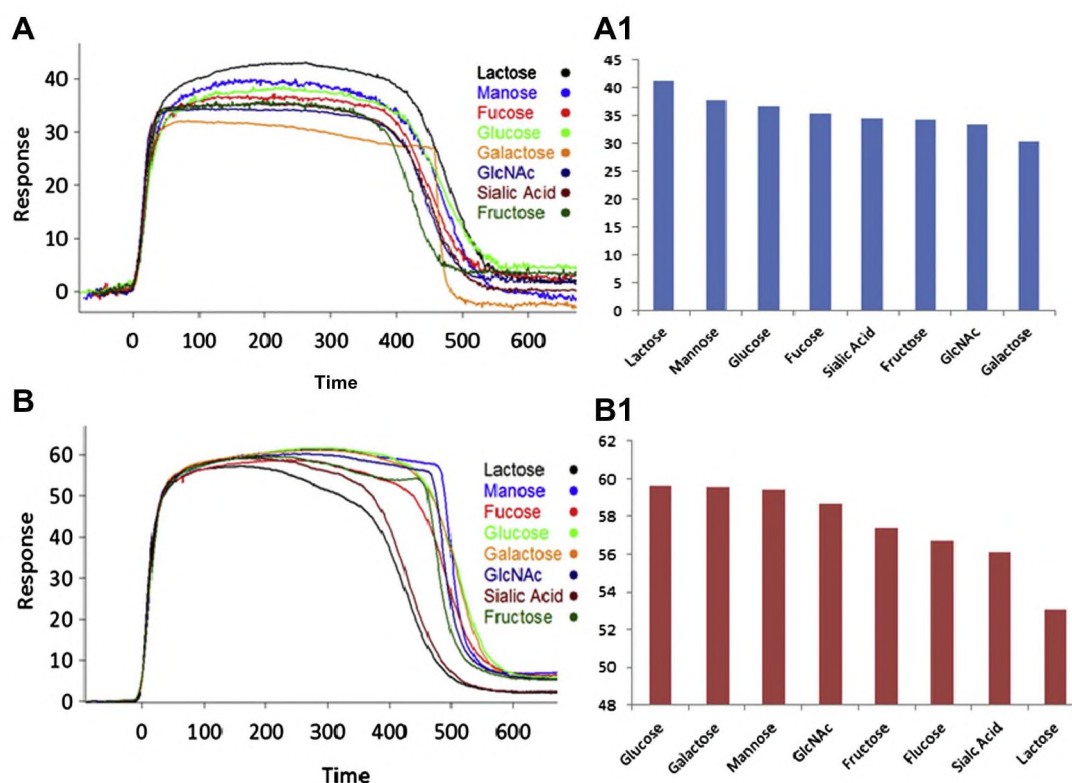 A
Response
40
30
20
10
0
0 100 200 300 400 500 600
Time
Lactose
Manose
Fucose
Glucose
Galactose
GlcNAc
Sialic Acid
Fructose
A1
45
40
35
30
25
20
15
10
5
0
Lactose
Mannose
Glucose
Fucose
Sialic Acid
Fructose
GlcNAc
Galactose
B
Response
60
50
40
30
20
10
0
0 100 200 300 400 500 600
Time
Lactose
Manose
Fucose
Glucose
Galactose
GlcNAc
Sialic Acid
Fructose
B1
62
60
58
56
54
52
50
48
Glucose
Galactose
Mannose
GlcNAc
Fructose
Flucose
Sialc Acid
Lactose